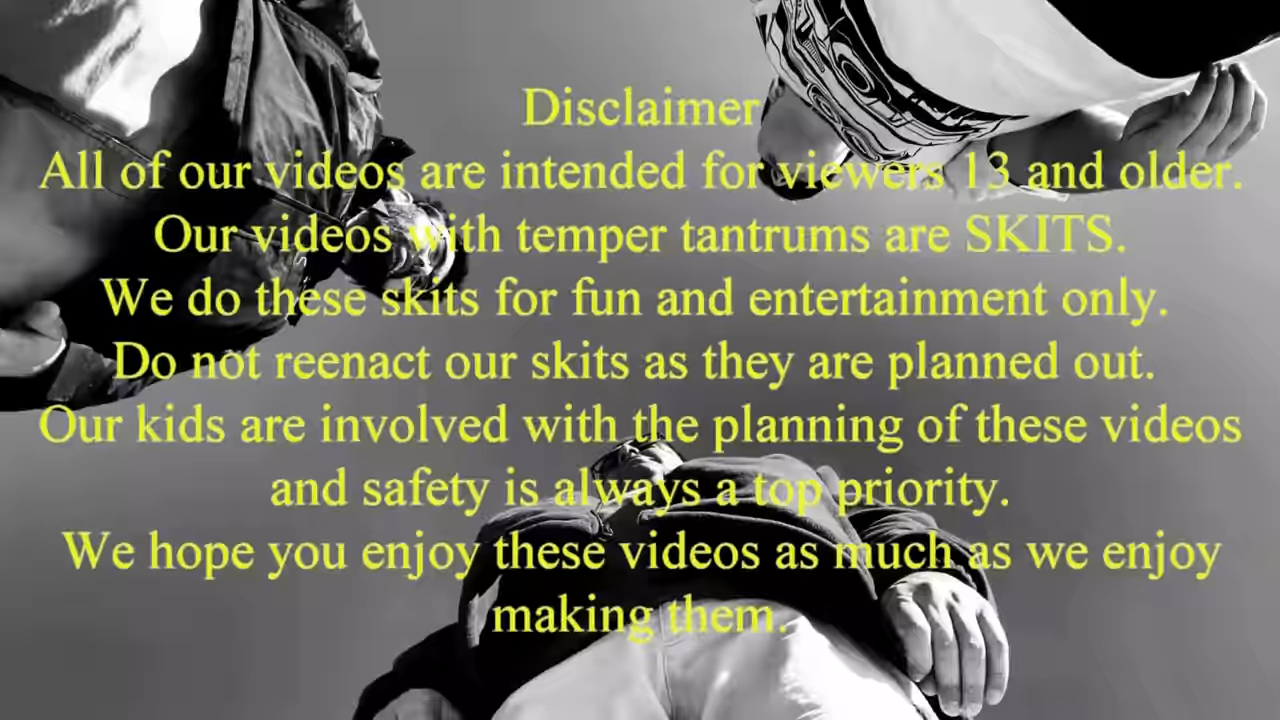 Disclaimer
All of our videos are intended for viewers 13 and older.
Our videos with temper tantrums are SKITS.
We do these skits for fun and entertainment only.
Do not reenact our skits as they are planned out.
Our kids are involved with the planning of these videos
and safety is always a top priority.
We hope you enjoy these videos as much as we enjoy
making them.